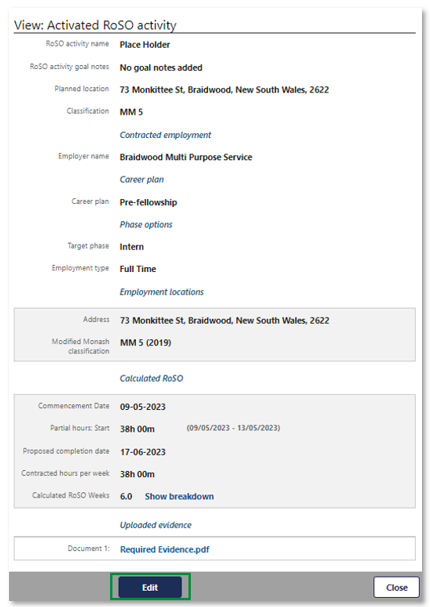 View: Activated RoSO activity
RoSO activity name Place Holder
RoSO activity goal notes No goal notes added
Planned location 73 Monkittee St, Braidwood, New South Wales, 2622
Classification MM 5
Contracted employment
Employer name Braidwood Multi Purpose Service
Career plan
Career plan Pre-fellowship
Phase options
Target phase Intern
Employment type Full Time
Employment locations
Address 73 Monkittee St, Braidwood, New South Wales, 2622
Modified Monash
classification MM 5 (2019)
Calculated RoSO
Commencement Date 09-05-2023
Partial hours: Start 38h 00m (09/05/2023 - 13/05/2023)
Proposed completion date 17-06-2023
Contracted hours per week 38h 00m
Calculated RoSO Weeks 6.0 Show breakdown
Uploaded evidence
Document 1: Required Evidence.pdf
Edit Close